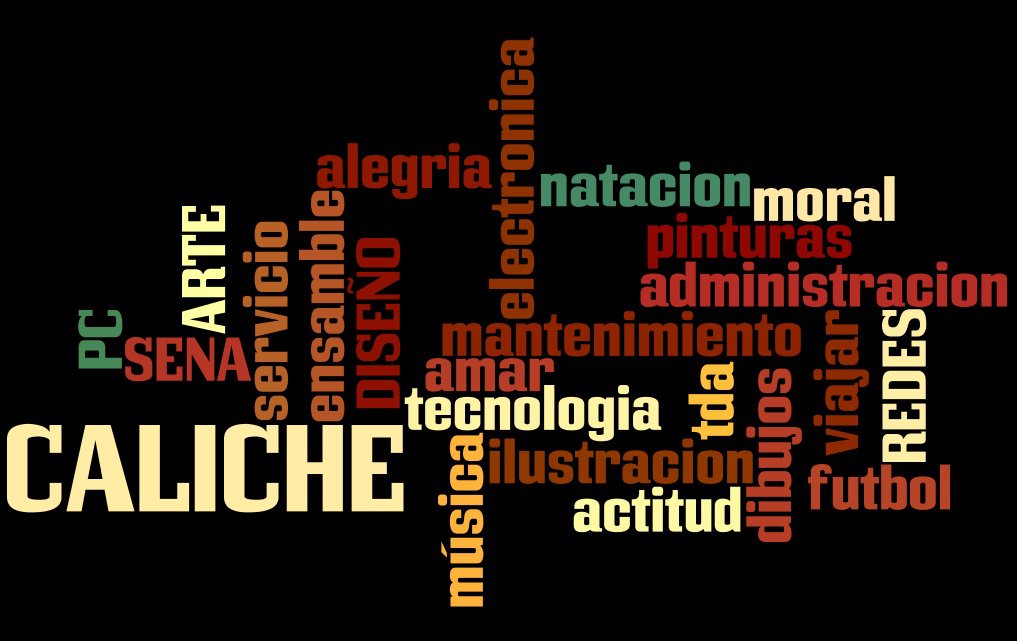 electronica
alegria
natacion
moral
ARTE
servicio
ensamble
DISEÑO
pinturas
administracion
PC
SENA
mantenimiento
viajar
REDES
amar
tda
dibujos
tecnologia
CALICHE
música
ilustracion
futbol
actitud